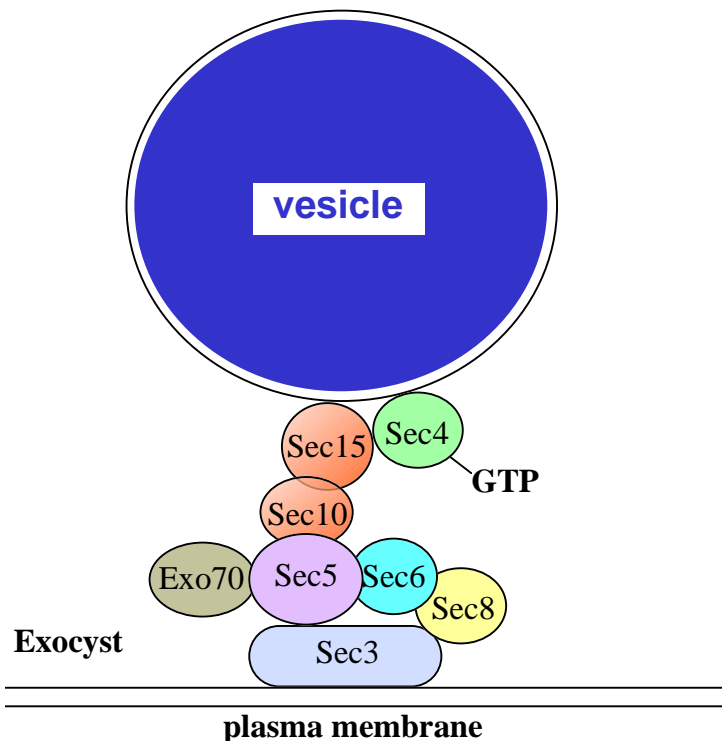 vesicle
Sec15
Sec4
GTP
Sec10
Exo70
Sec5
Sec6
Sec8
Exocyst
Sec3
plasma membrane